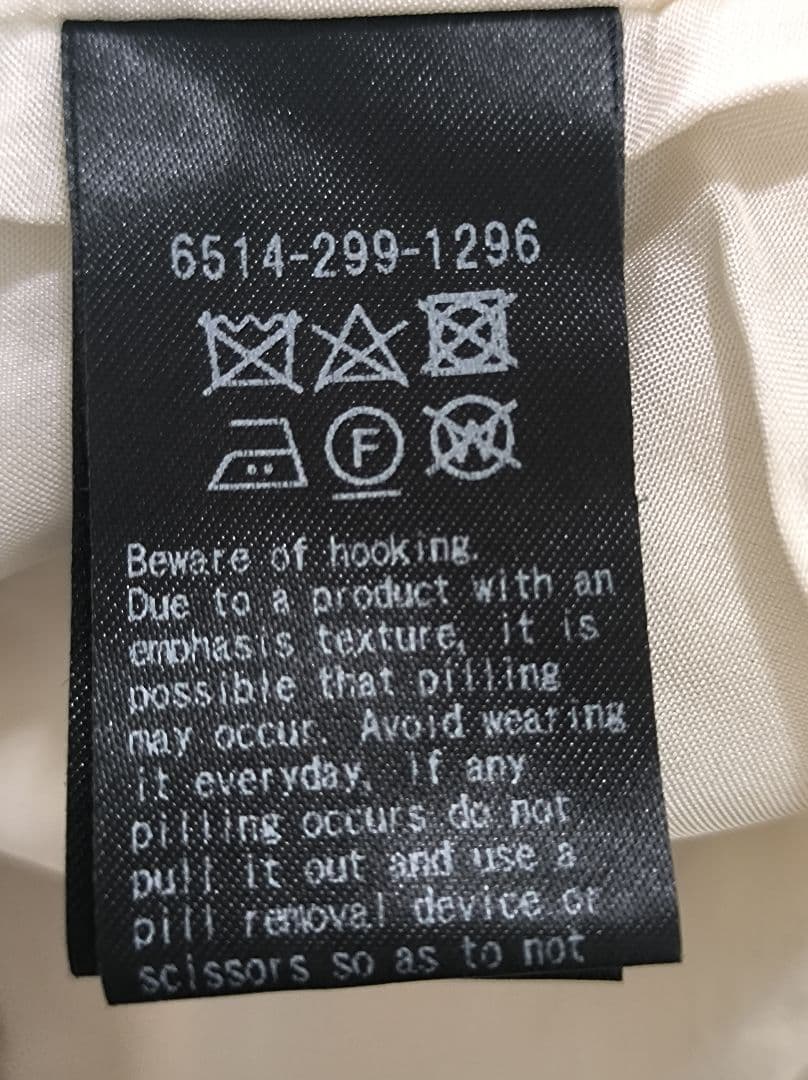 6514-299-1296
F
W
Beware of hooking.
Due to a product with an
emphasis texture, it is
possible that pilling
may occur. Avoid wearing
it everyday, if any
pilling occurs do not
pull it out and use a
pill removal device or
scissors so as to not